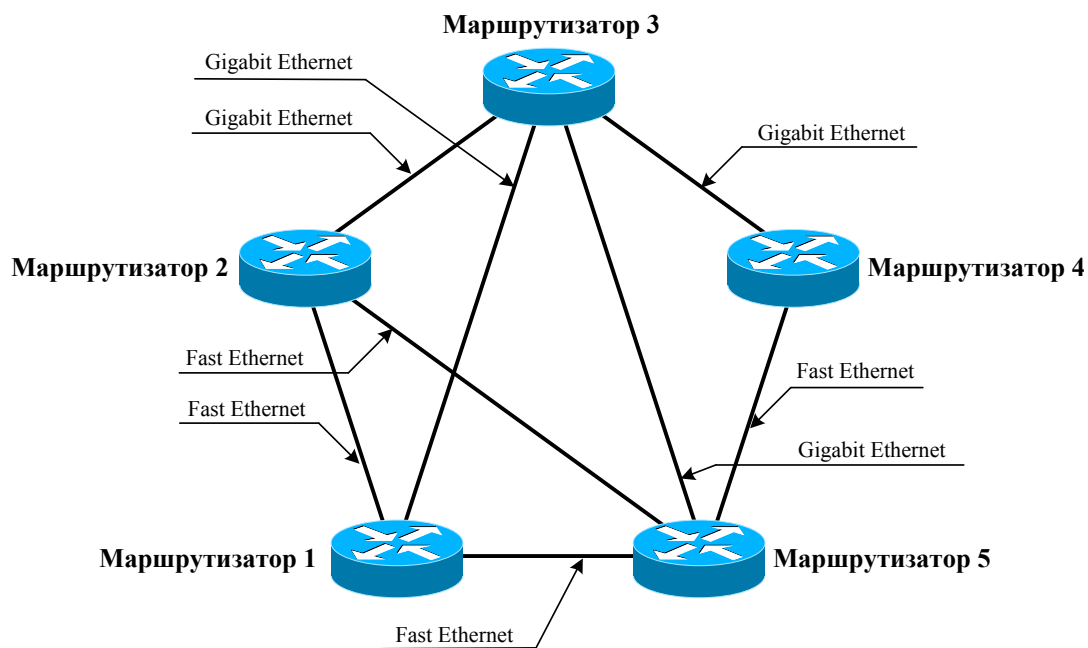 Маршрутизатор 3
Gigabit Ethernet
Gigabit Ethernet
Gigabit Ethernet
Маршрутизатор 2
Маршрутизатор 4
Fast Ethernet
Fast Ethernet
Fast Ethernet
Gigabit Ethernet
Маршрутизатор 1
Маршрутизатор 5
Fast Ethernet